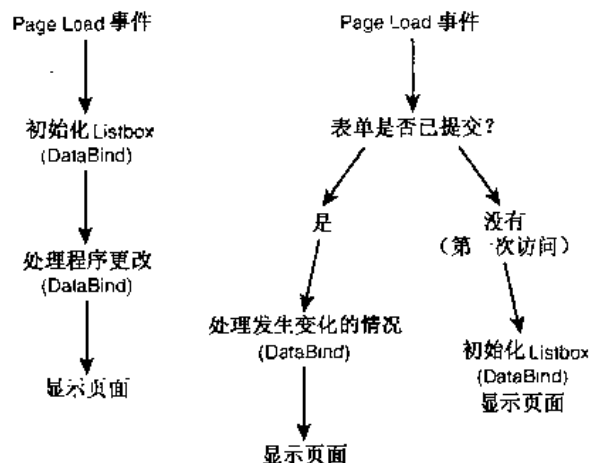 Page Load 事件
初始化 Listbox
(DataBind)
处理程序更改
(DataBind)
显示页面
Page Load 事件
表单是否已提交?
是
没有
（第一次访问）
处理发生变化的情况
(DataBind)
显示页面
初始化 Listbox
(DataBind)
显示页面